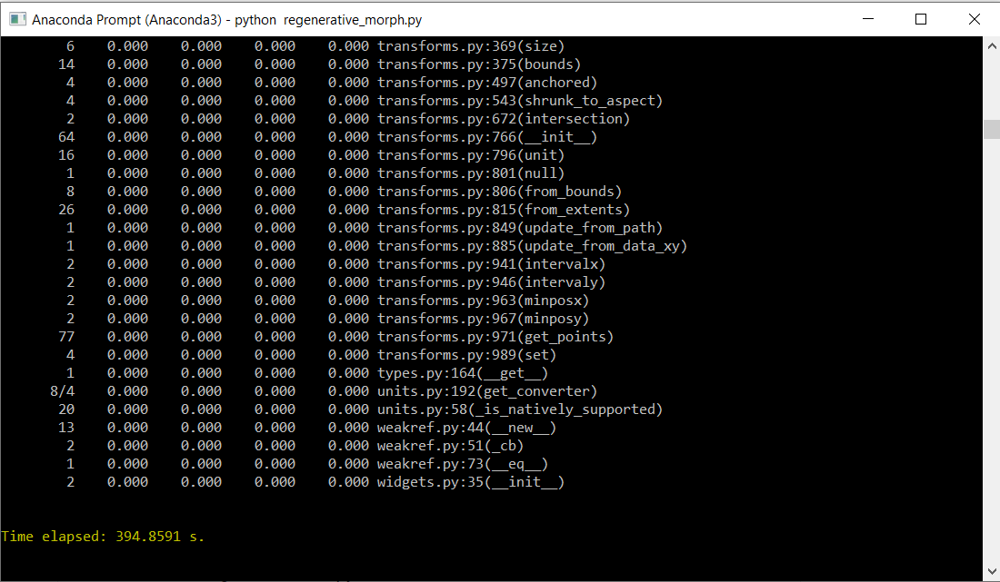 Anaconda Prompt (Anaconda3) - python  regenerative_morph.py
6    0.000    0.000    0.000    0.000 transforms.py:369(size)
14    0.000    0.000    0.000    0.000 transforms.py:375(bounds)
4    0.000    0.000    0.000    0.000 transforms.py:497(anchored)
4    0.000    0.000    0.000    0.000 transforms.py:543(shrunk_to_aspect)
2    0.000    0.000    0.000    0.000 transforms.py:672(intersection)
64    0.000    0.000    0.000    0.000 transforms.py:766(__init__)
16    0.000    0.000    0.000    0.000 transforms.py:796(unit)
1    0.000    0.000    0.000    0.000 transforms.py:801(null)
8    0.000    0.000    0.000    0.000 transforms.py:806(from_bounds)
26    0.000    0.000    0.000    0.000 transforms.py:815(from_extents)
1    0.000    0.000    0.000    0.000 transforms.py:849(update_from_path)
1    0.000    0.000    0.000    0.000 transforms.py:885(update_from_data_xy)
2    0.000    0.000    0.000    0.000 transforms.py:941(intervalx)
2    0.000    0.000    0.000    0.000 transforms.py:946(intervaly)
2    0.000    0.000    0.000    0.000 transforms.py:963(minposx)
2    0.000    0.000    0.000    0.000 transforms.py:967(minposy)
77    0.000    0.000    0.000    0.000 transforms.py:971(get_points)
4    0.000    0.000    0.000    0.000 transforms.py:989(set)
1    0.000    0.000    0.000    0.000 types.py:164(__get__)
8/4    0.000    0.000    0.000    0.000 units.py:192(get_converter)
20    0.000    0.000    0.000    0.000 units.py:58(_is_natively_supported)
13    0.000    0.000    0.000    0.000 weakref.py:44(__new__)
2    0.000    0.000    0.000    0.000 weakref.py:51(_cb)
1    0.000    0.000    0.000    0.000 weakref.py:73(__eq__)
2    0.000    0.000    0.000    0.000 widgets.py:35(__init__)
Time elapsed: 394.8591 s.